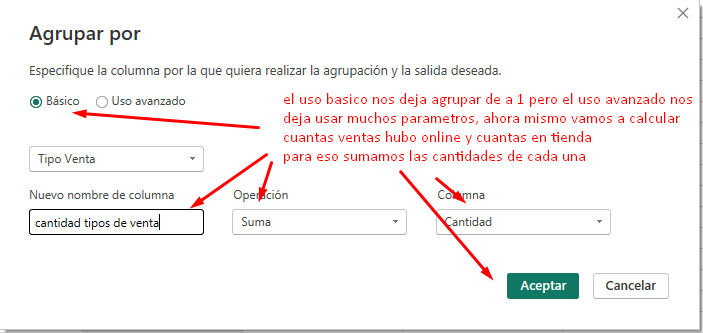 Agrupar por
Especifique la columna por la que quiera realizar la agrupación y la salida deseada.
Básico
Uso avanzado
el uso basico nos deja agrupar de a 1 pero el uso avanzado nos
deja usar muchos parametros, ahora mismo vamos a calcular
cuantas ventas hubo online y cuantas en tienda
para eso sumamos las cantidades de cada una
Tipo Venta
Nuevo nombre de columna
Operación
Columna
cantidad tipos de venta
Suma
Cantidad
Aceptar
Cancelar